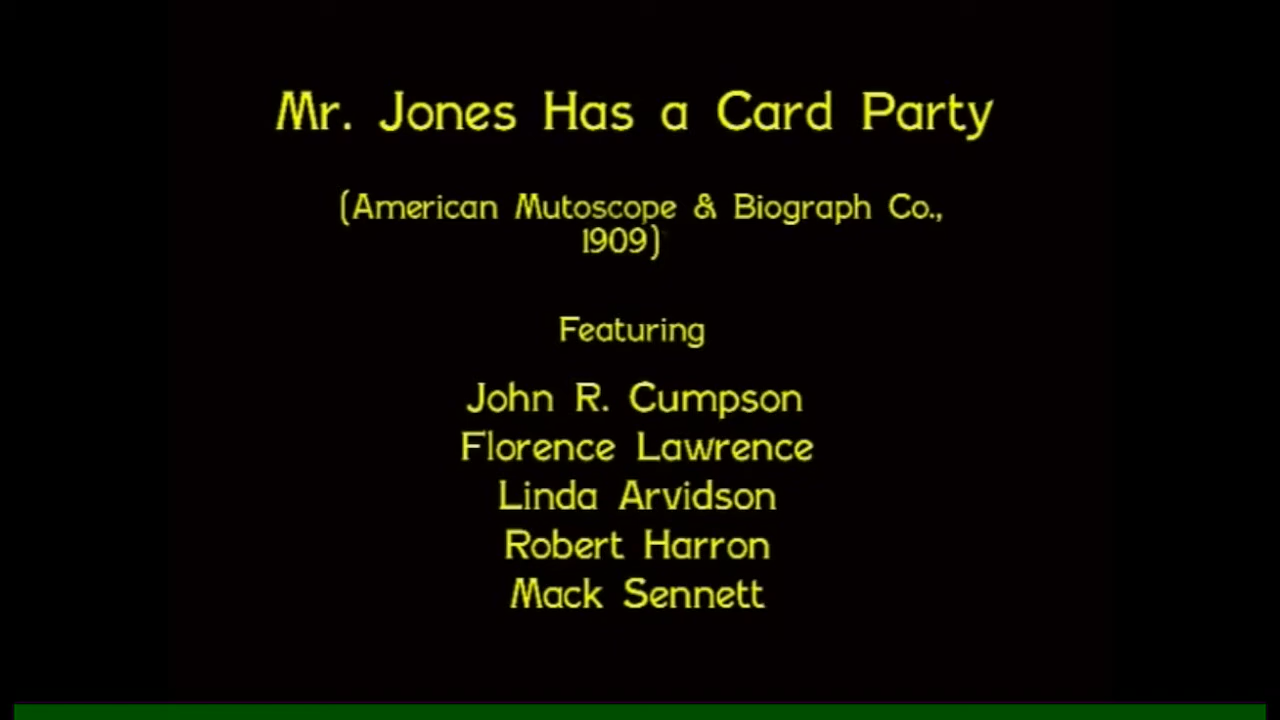 Mr. Jones Has a Card Party
(American Mutoscope & Biograph Co.,
1909)
Featuring
John R. Cumpson
Florence Lawrence
Linda Arvidson
Robert Harron
Mack Sennett